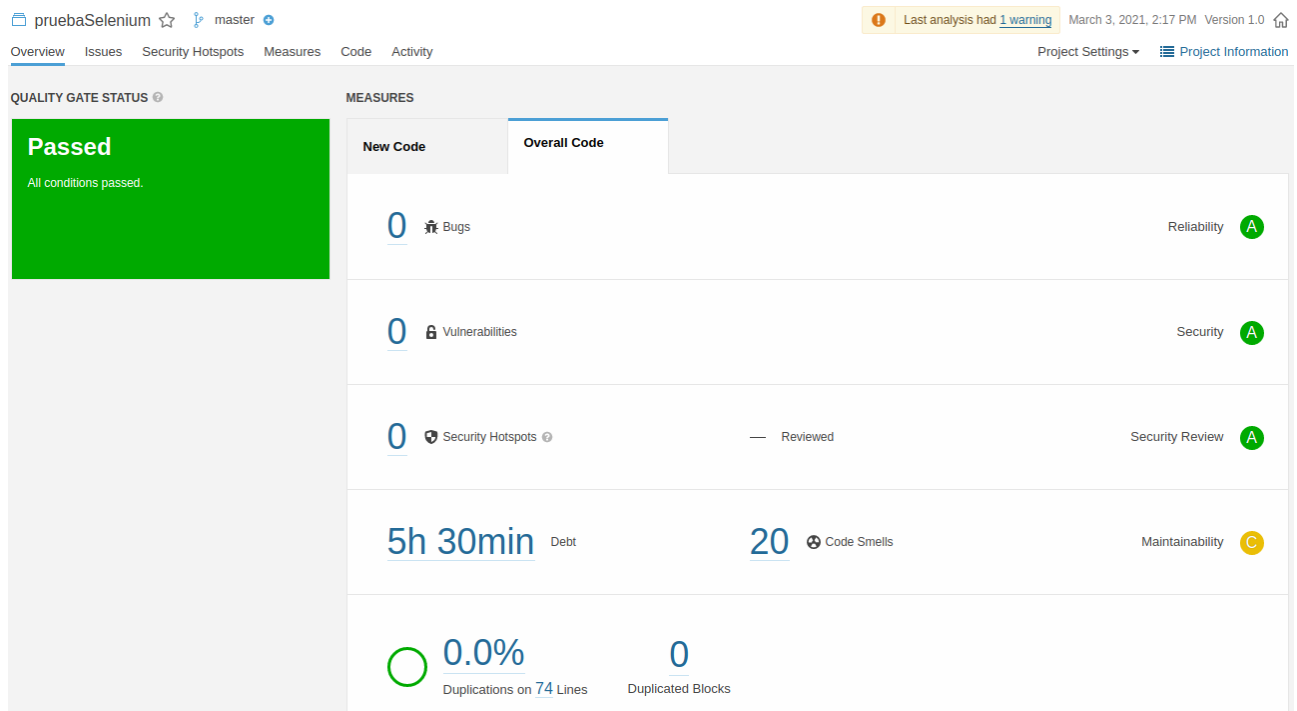 pruebaSelenium master Last analysis had 1 warning March 3, 2021, 2:17 PM Version 1.0
Overview Issues Security Hotspots Measures Code Activity Project Settings Project Information
QUALITY GATE STATUS ? MEASURES
Passed
All conditions passed.
New Code Overall Code
0 Bugs Reliability A
0 Vulnerabilities Security A
0 Security Hotspots ? — Reviewed Security Review A
5h 30min Debt 20 Code Smells Maintainability C
0.0% 0
Duplications on 74 Lines Duplicated Blocks